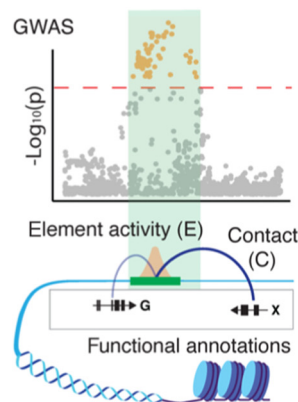 GWAS
-Log₁₀(p)
Element activity (E)
Contact
(C)
G
X
Functional annotations